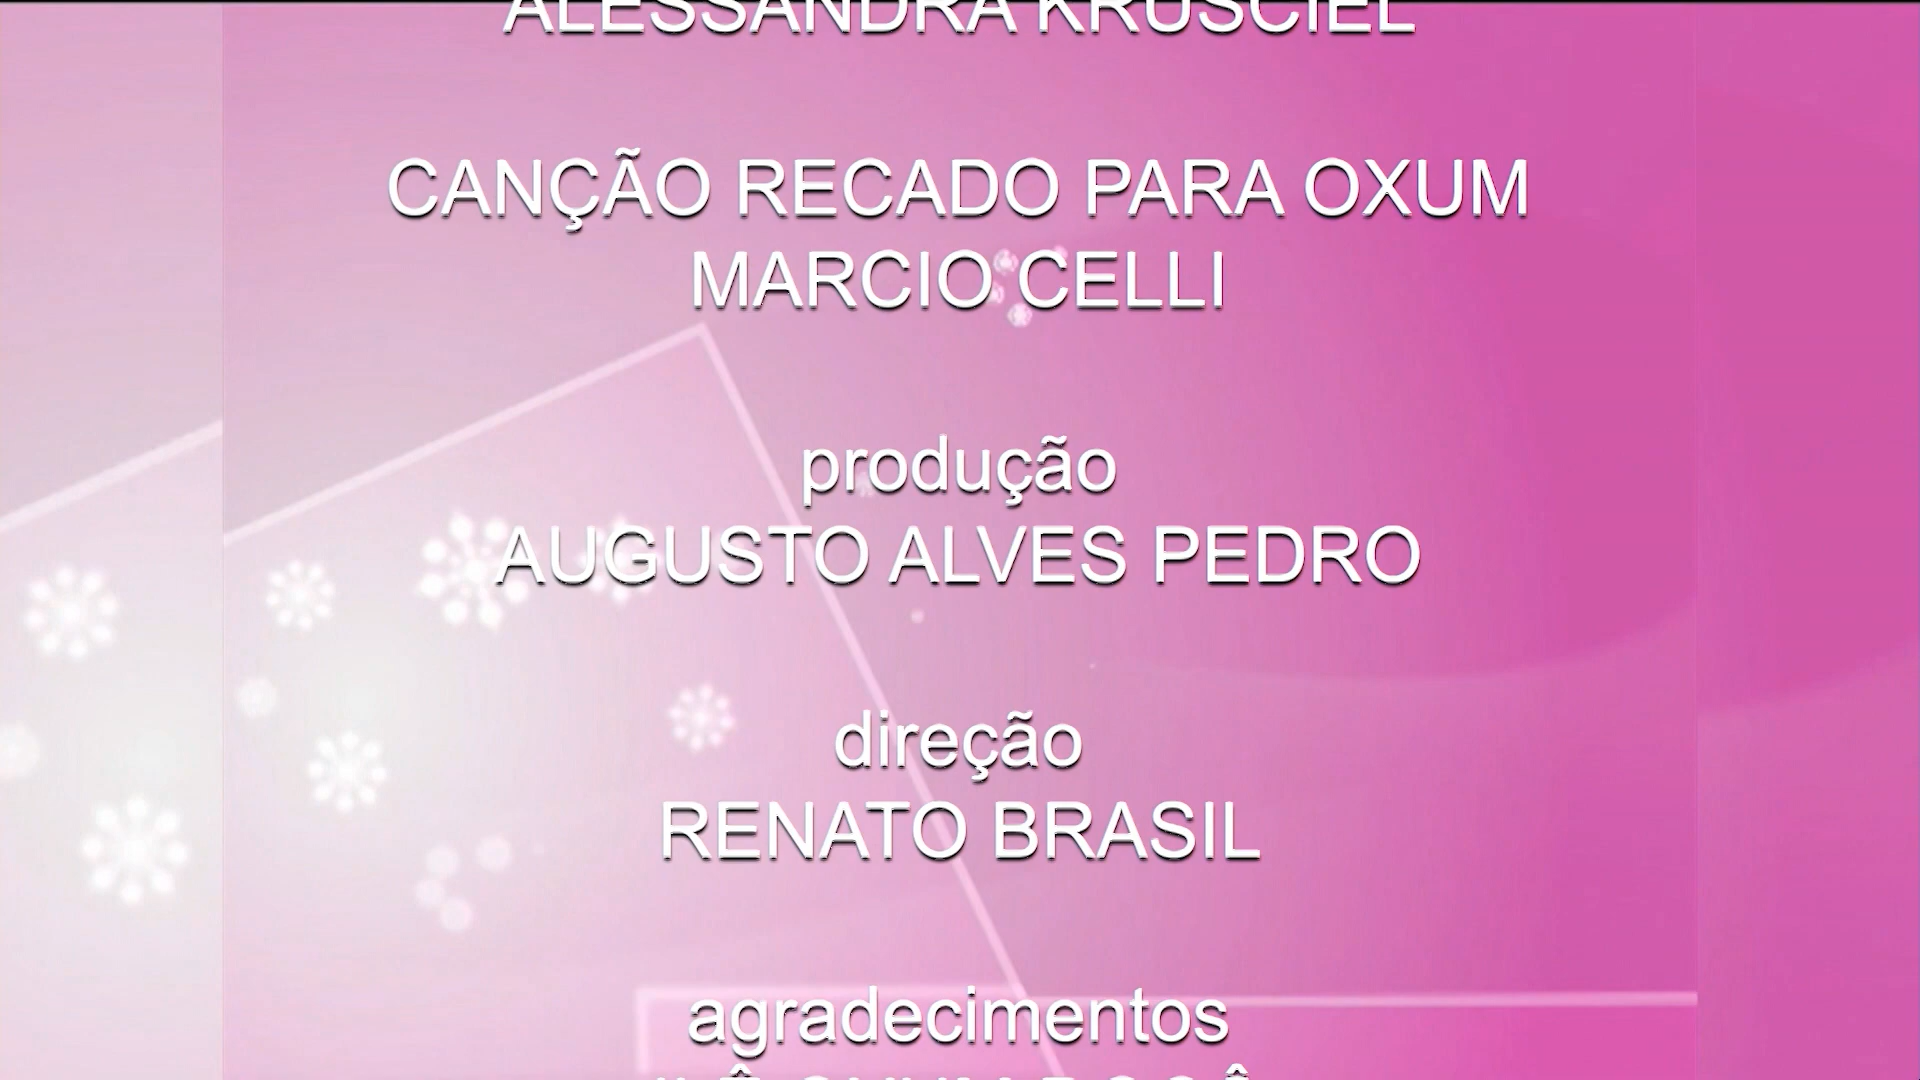 ALESSANDRA KRUSCIEL
CANÇÃO RECADO PARA OXUM
MARCIO CELLI
produção
AUGUSTO ALVES PEDRO
direção
RENATO BRASIL
agradecimentos